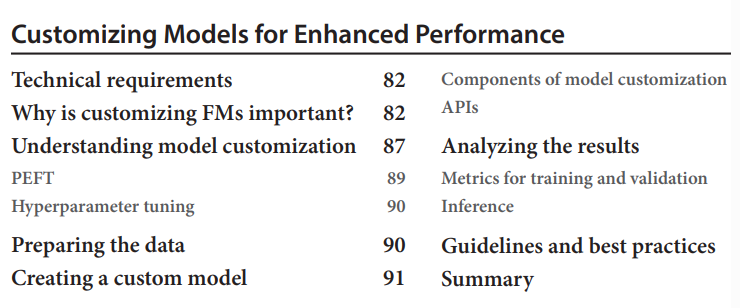 Customizing Models for Enhanced Performance
Technical requirements 82
Why is customizing FMs important? 82
Understanding model customization 87
PEFT 89
Hyperparameter tuning 90
Preparing the data 90
Creating a custom model 91
Components of model customization
APIs
Analyzing the results
Metrics for training and validation
Inference
Guidelines and best practices
Summary